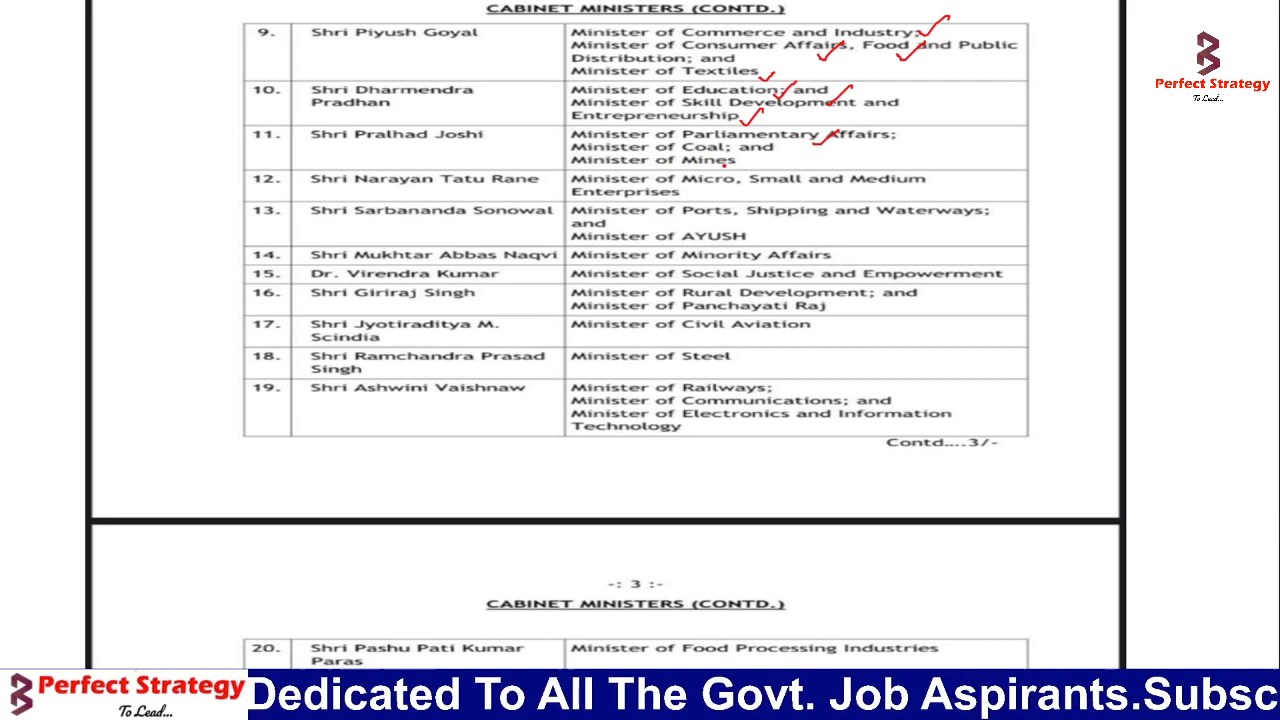 CABINET MINISTERS (CONTD.)
9. Shri Piyush Goyal Minister of Commerce and Industry;
Minister of Consumer Affairs, Food and Public
Distribution; and
Minister of Textiles
10. Shri Dharmendra Minister of Education; and
Pradhan Minister of Skill Development and
Entrepreneurship
11. Shri Pralhad Joshi Minister of Parliamentary Affairs;
Minister of Coal; and
Minister of Mines
12. Shri Narayan Tatu Rane Minister of Micro, Small and Medium
Enterprises
13. Shri Sarbananda Sonowal Minister of Ports, Shipping and Waterways;
and
Minister of AYUSH
14. Shri Mukhtar Abbas Naqvi Minister of Minority Affairs
15. Dr. Virendra Kumar Minister of Social Justice and Empowerment
16. Shri Giriraj Singh Minister of Rural Development; and
Minister of Panchayati Raj
17. Shri Jyotiraditya M. Minister of Civil Aviation
Scindia
18. Shri Ramchandra Prasad Minister of Steel
Singh
19. Shri Ashwini Vaishnaw Minister of Railways;
Minister of Communications; and
Minister of Electronics and Information
Technology
Contd....3/-
-: 3 :-
CABINET MINISTERS (CONTD.)
20. Shri Pashu Pati Kumar Minister of Food Processing Industries
Paras
Perfect Strategy
To Lead...
Perfect Strategy
To Lead...
Dedicated To All The Govt. Job Aspirants.Subsc